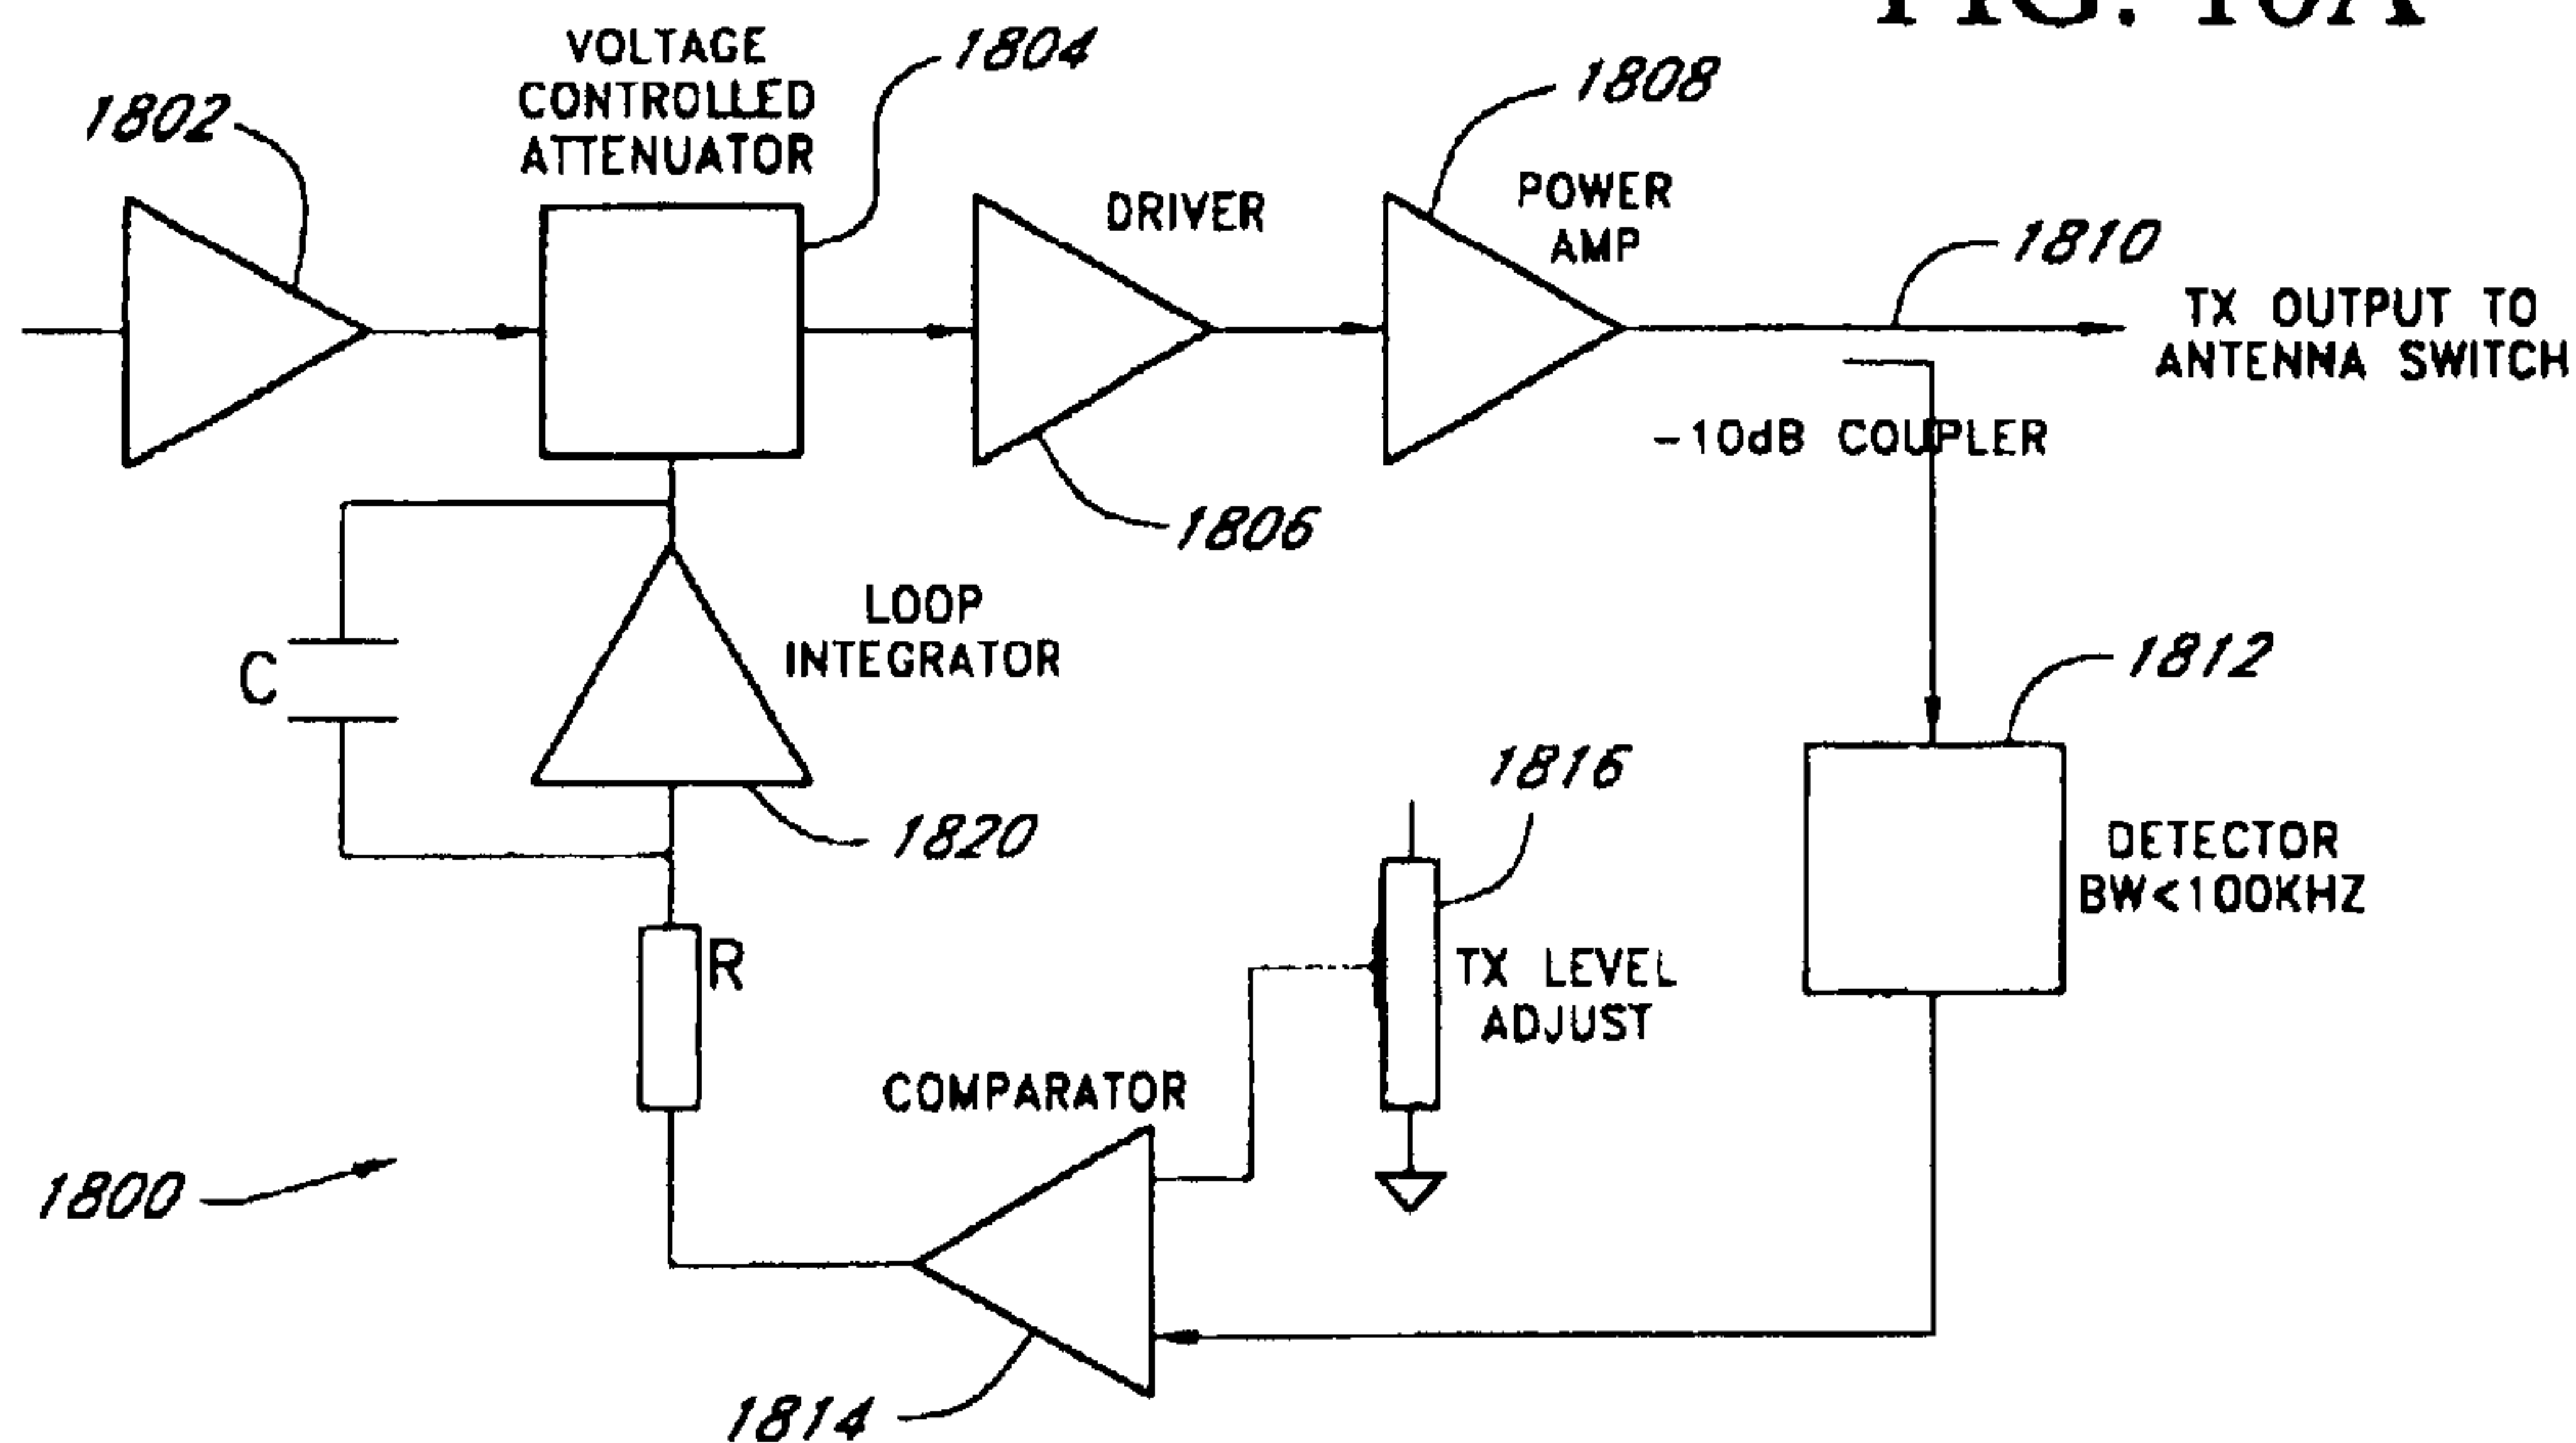 1802
VOLTAGE
CONTROLLED
ATTENUATOR
1804
DRIVER
1806
1808
POWER
AMP
1810
TX OUTPUT TO
ANTENNA SWITCH
-10dB COUPLER
C
LOOP
INTEGRATOR
1820
R
1812
DETECTOR
BW<100KHZ
1816
TX LEVEL
ADJUST
COMPARATOR
1814
1800